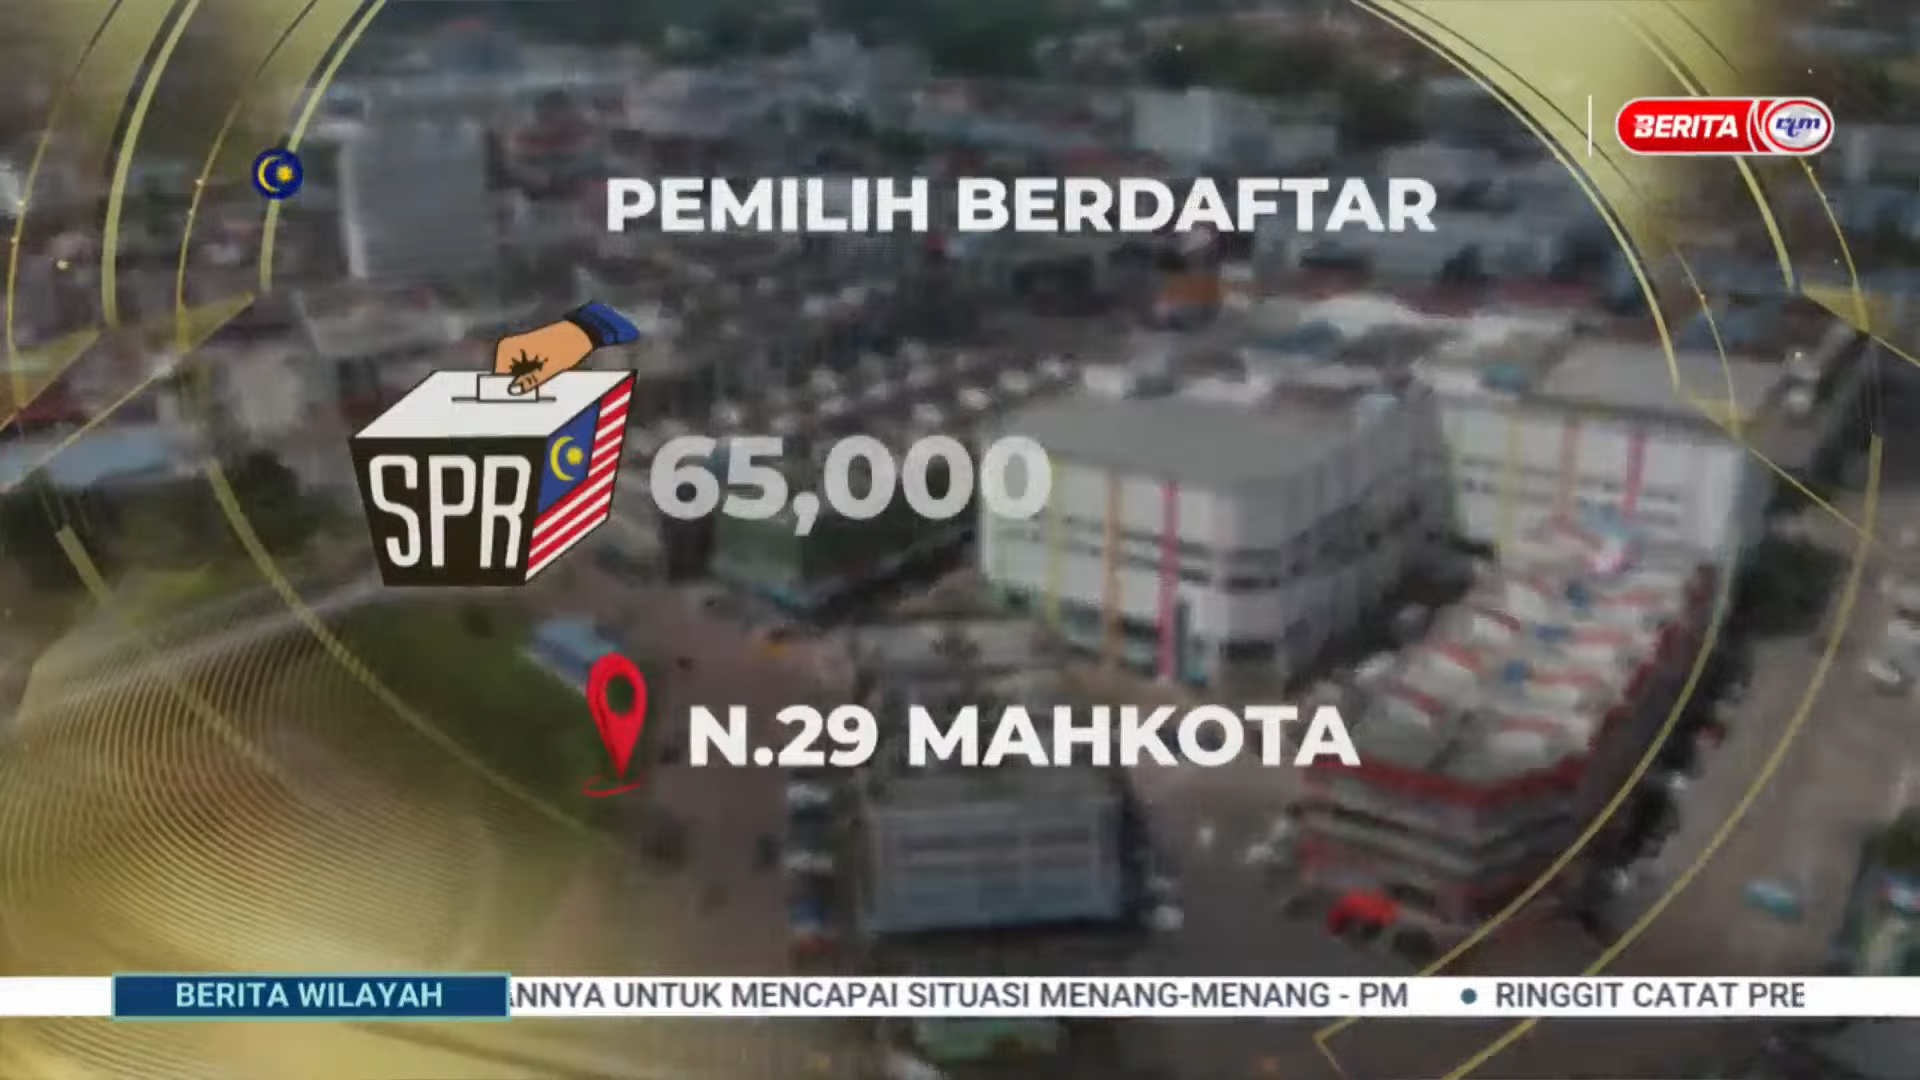 BERITA rtm
PEMILIH BERDAFTAR
SPR
65,000
N.29 MAHKOTA
BERITA WILAYAH
ANNYA UNTUK MENCAPAI SITUASI MENANG-MENANG - PM • RINGGIT CATAT PRE